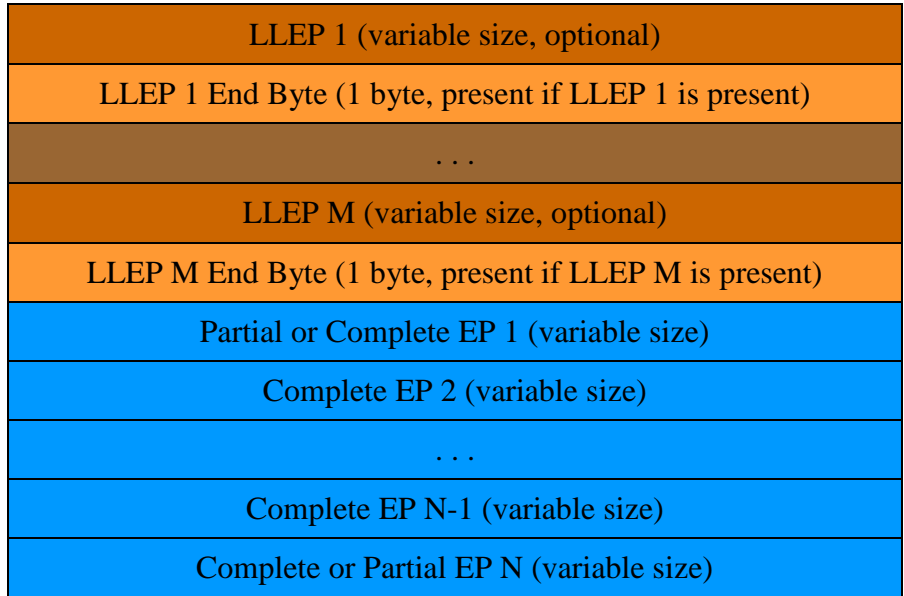 LLEP 1 (variable size, optional)
LLEP 1 End Byte (1 byte, present if LLEP 1 is present)
. . .
LLEP M (variable size, optional)
LLEP M End Byte (1 byte, present if LLEP M is present)
Partial or Complete EP 1 (variable size)
Complete EP 2 (variable size)
. . .
Complete EP N-1 (variable size)
Complete or Partial EP N (variable size)